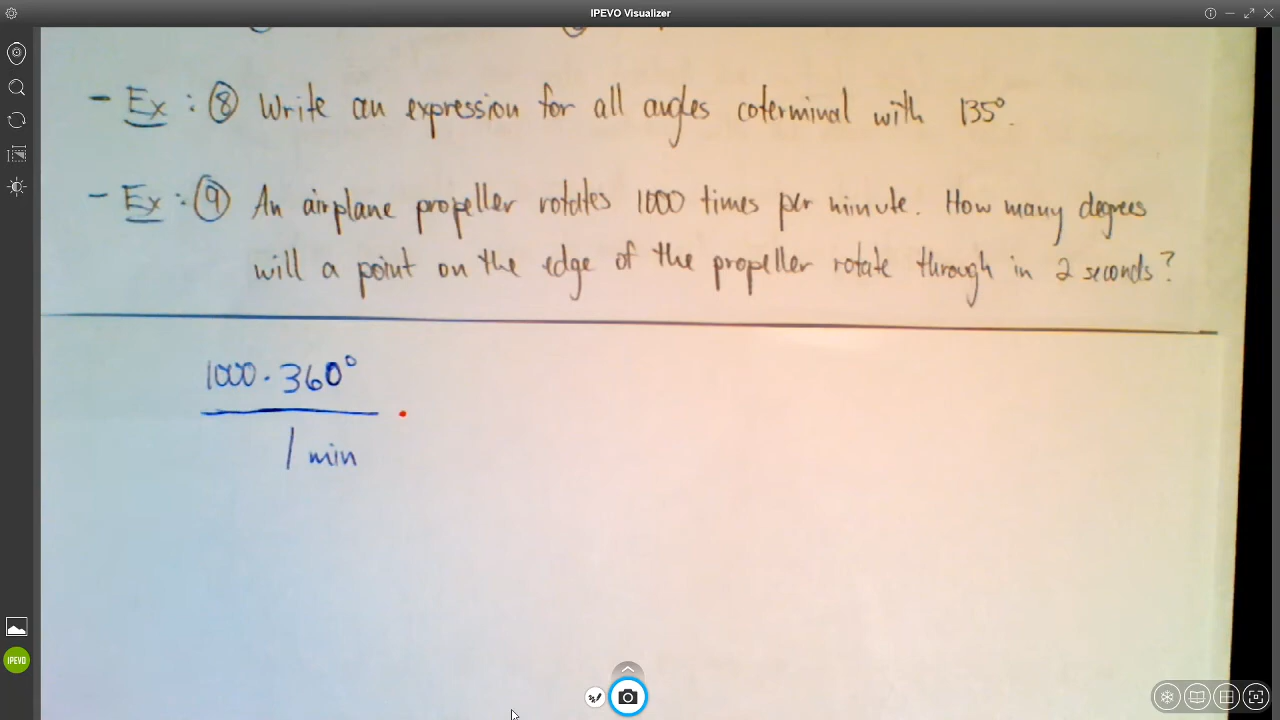 IPEVO Visualizer
- Ex : ⑧ Write an expression for all angles coterminal with 135°.
- Ex : ⑨ An airplane propeller rotates 1000 times per minute. How many degrees
will a point on the edge of the propeller rotate through in 2 seconds?
1000 · 360°
1 min
IPEVO